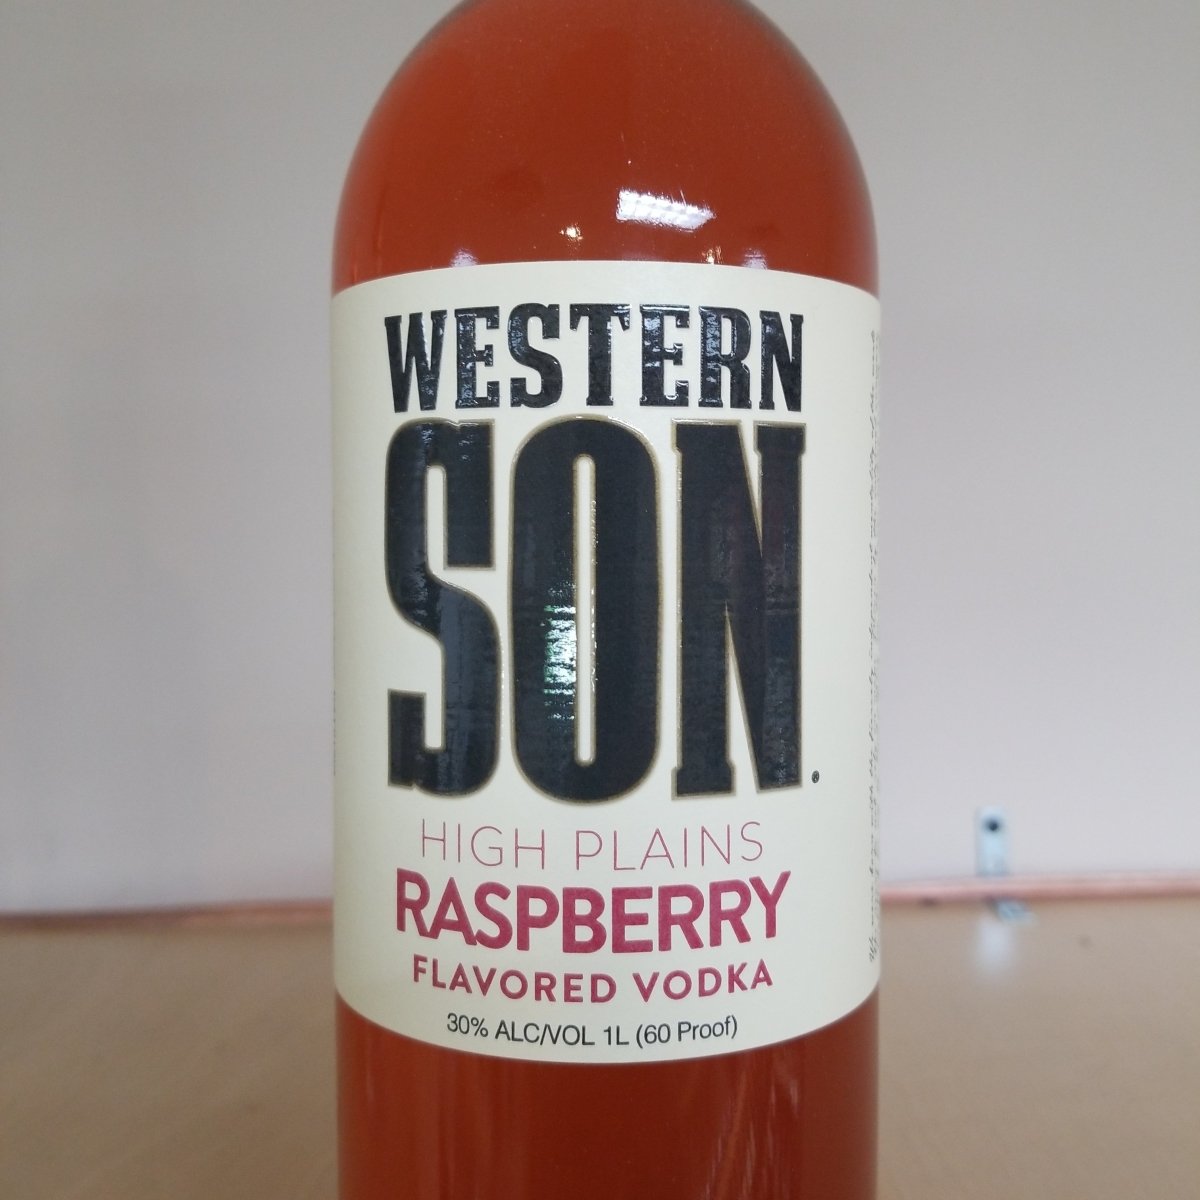 WESTERN
SON®
HIGH PLAINS
RASPBERRY
FLAVORED VODKA
30% ALC/VOL 1L (60 Proof)